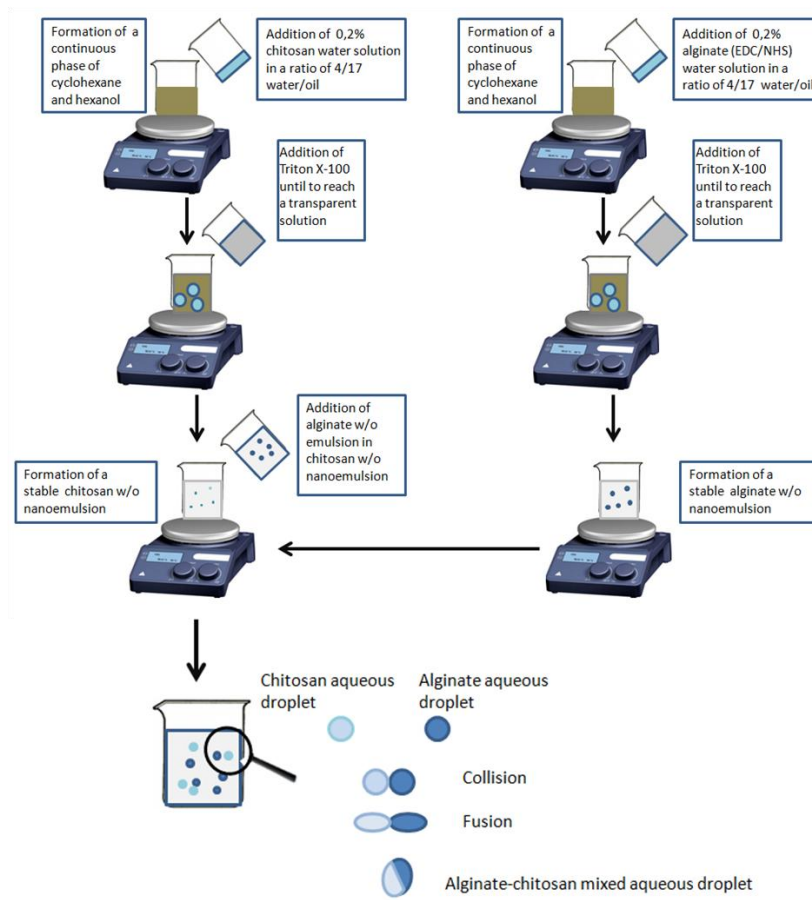 Formation of a
continuous
phase of
cyclohexane
and hexanol
Addition of 0,2%
chitosan water solution
in a ratio of 4/17
water/oil
Addition of
Triton X-100
until to reach
a transparent
solution
Formation of a
continuous
phase of
cyclohexane
and hexanol
Addition of 0,2%
alginate (EDC/NHS)
water solution in a
ratio of 4/17 water/oil
Addition of
Triton X-100
until to reach
a transparent
solution
Addition of
alginate w/o
emulsion in
chitosan w/o
nanoemulsion
Formation of a
stable chitosan w/o
nanoemulsion
Formation of a
stable alginate w/o
nanoemulsion
Chitosan aqueous
droplet
Alginate aqueous
droplet
Collision
Fusion
Alginate-chitosan mixed aqueous droplet